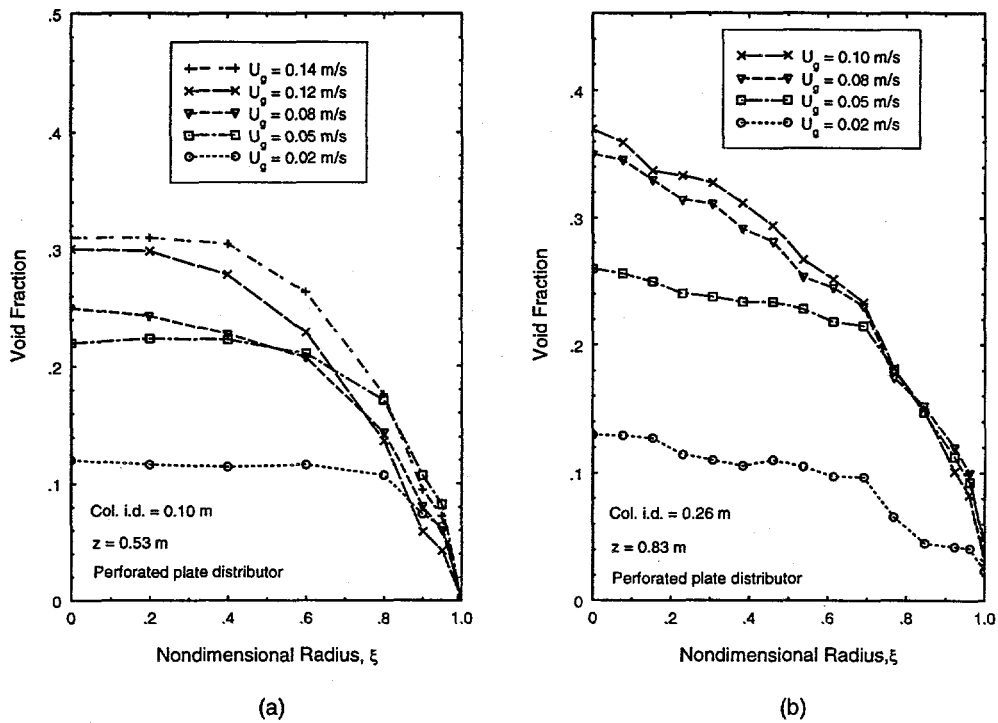 .5
.4
.3
.2
.1
0
Void Fraction
U_g = 0.14 m/s
U_g = 0.12 m/s
U_g = 0.08 m/s
U_g = 0.05 m/s
U_g = 0.02 m/s
Col. i.d. = 0.10 m
z = 0.53 m
Perforated plate distributor
0 .2 .4 .6 .8 1.0
Nondimensional Radius, ξ
(a)
.4
.3
.2
.1
0
Void Fraction
U_g = 0.10 m/s
U_g = 0.08 m/s
U_g = 0.05 m/s
U_g = 0.02 m/s
Col. i.d. = 0.26 m
z = 0.83 m
Perforated plate distributor
0 .2 .4 .6 .8 1.0
Nondimensional Radius,ξ
(b)